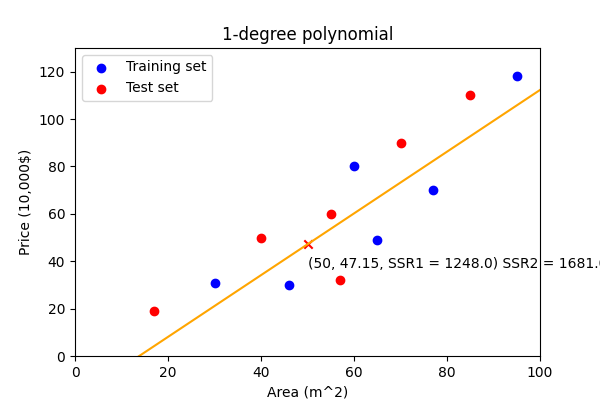 1-degree polynomial
Training set
Test set
Price (10,000$)
120
100
80
60
40
20
0
(50, 47.15, SSR1 = 1248.0) SSR2 = 1681.
0 20 40 60 80 100
Area (m^2)